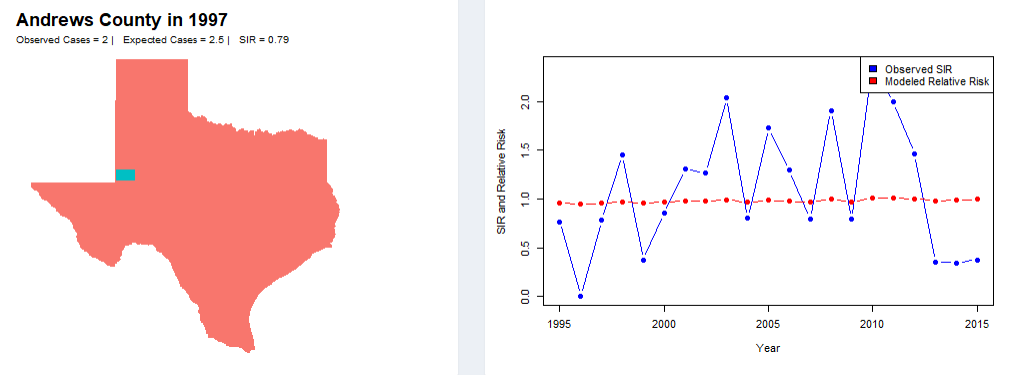 Andrews County in 1997
Observed Cases = 2 | Expected Cases = 2.5 | SIR = 0.79
Observed SIR
Modeled Relative Risk
SIR and Relative Risk
2.0
1.5
1.0
0.5
0.0
1995 2000 2005 2010 2015
Year